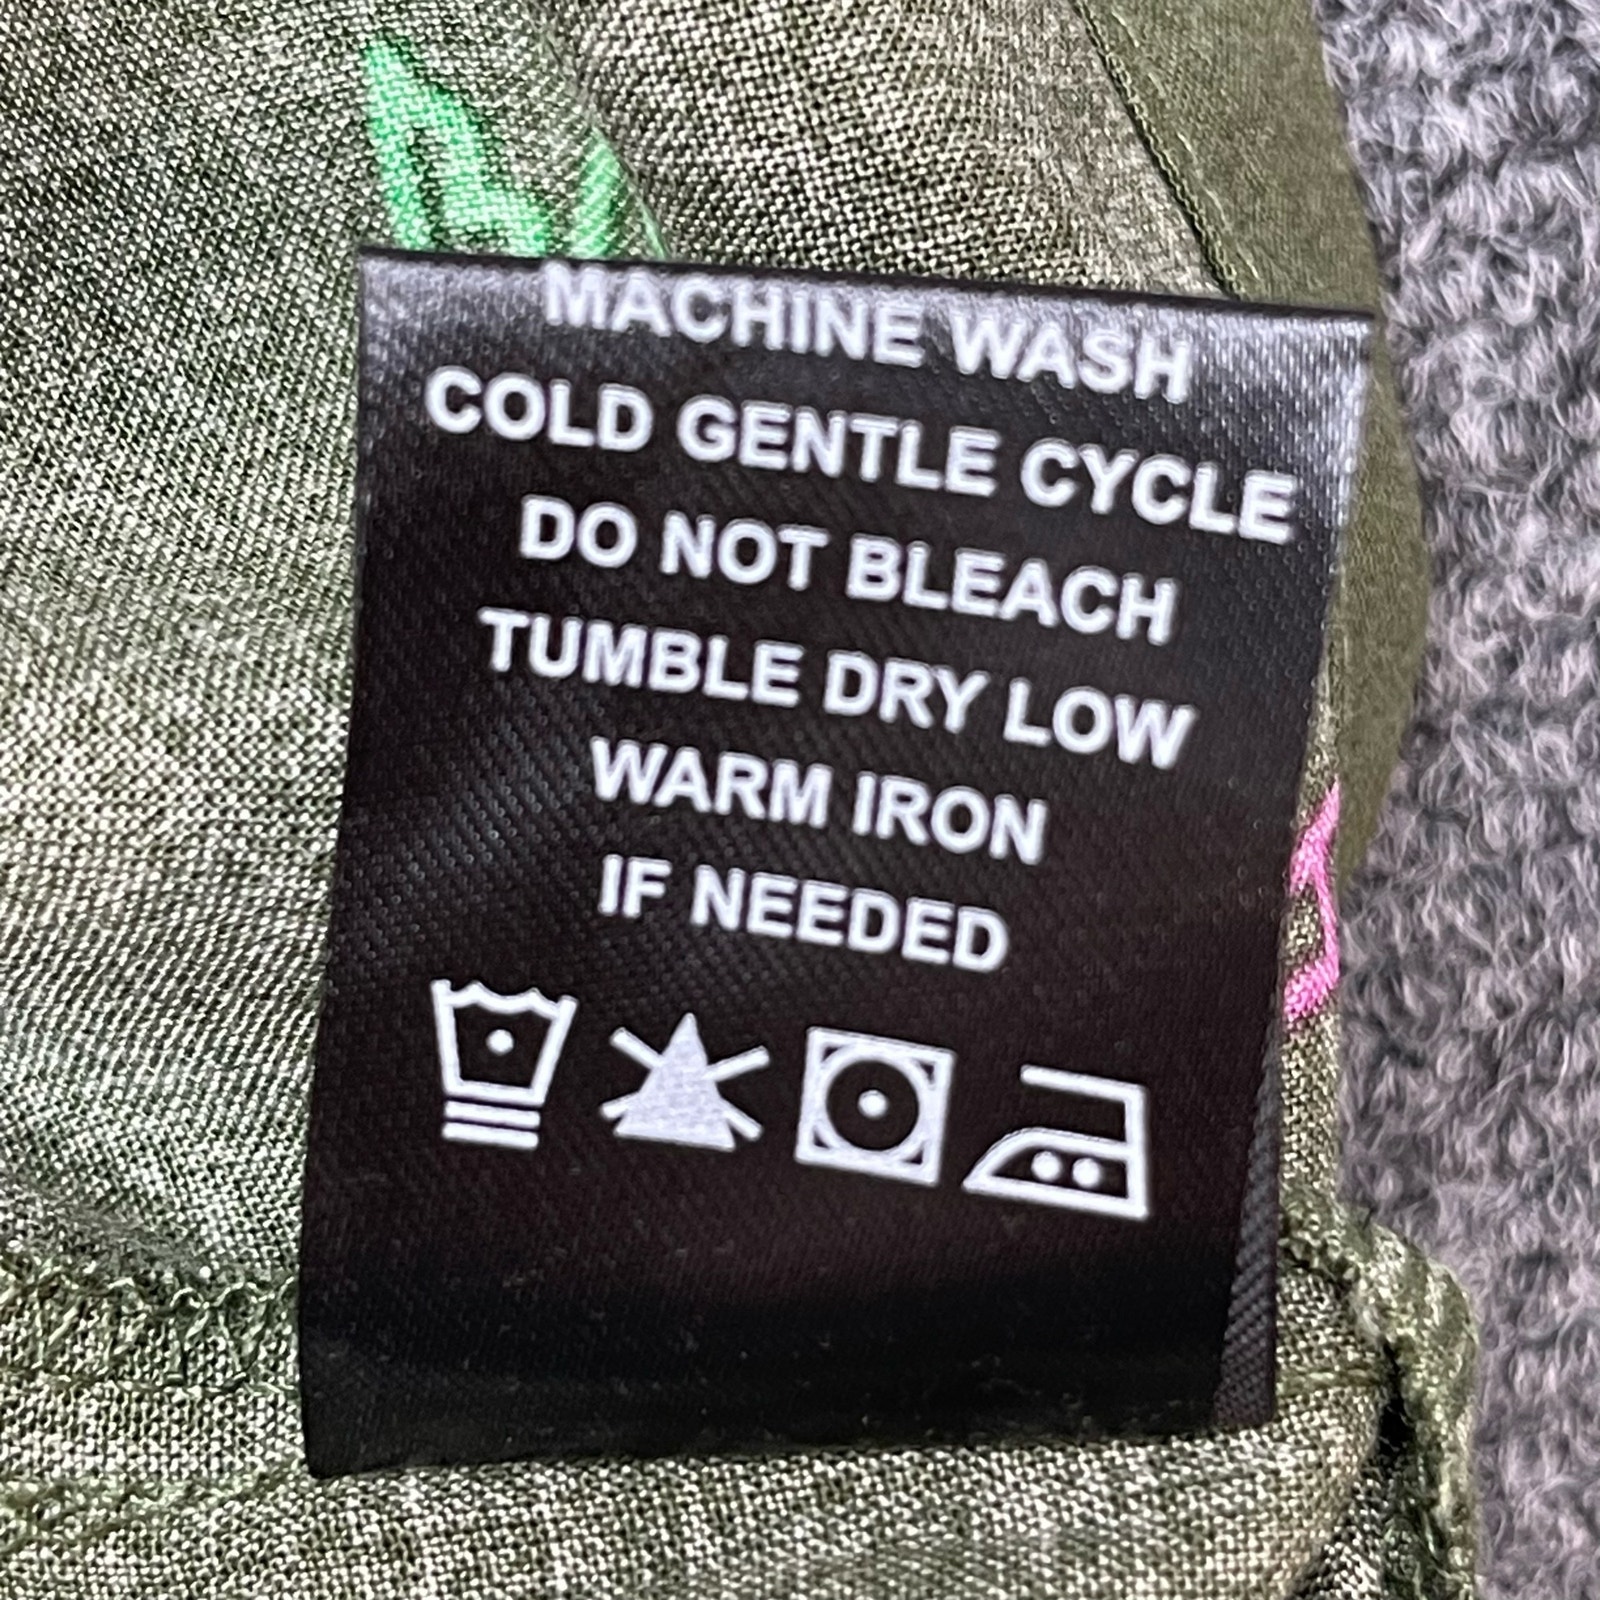 MACHINE WASH
COLD GENTLE CYCLE
DO NOT BLEACH
TUMBLE DRY LOW
WARM IRON
IF NEEDED